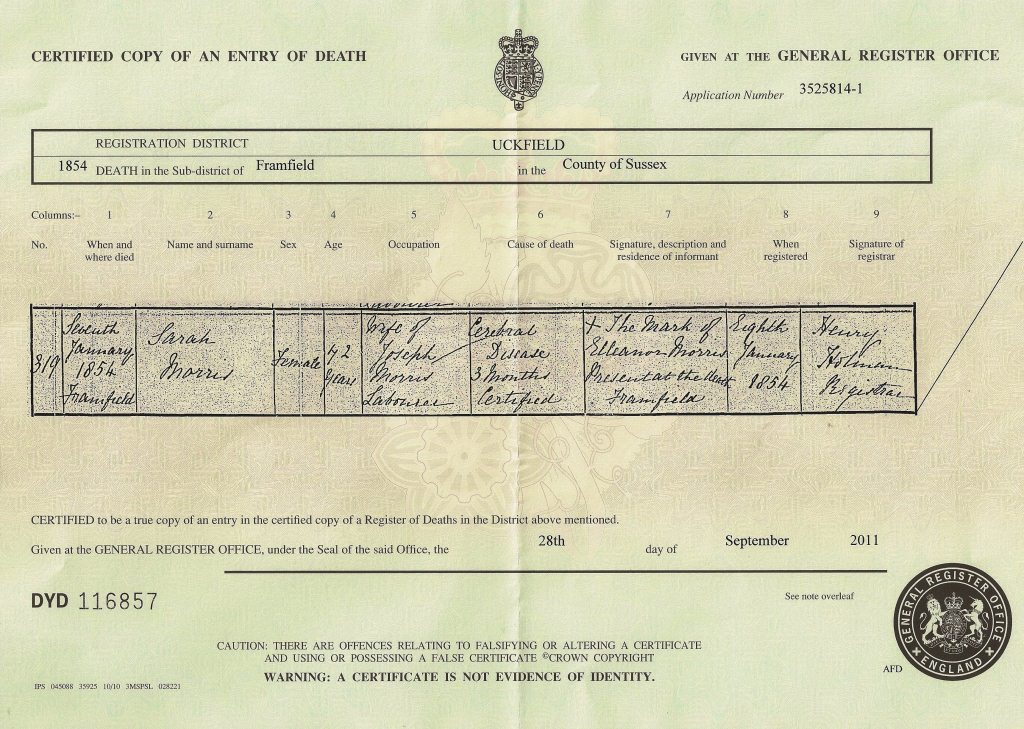 CERTIFIED COPY OF AN ENTRY OF DEATH
GIVEN AT THE GENERAL REGISTER OFFICE
Application Number 3525814-1
REGISTRATION DISTRICT UCKFIELD
1854 DEATH in the Sub-district of Framfield in the County of Sussex
Columns:– 1 2 3 4 5 6 7 8 9
No. When and where died Name and surname Sex Age Occupation Cause of death Signature, description and residence of informant When registered Signature of registrar
319
Seventh
January
1854
Framfield
Sarah
Morris
Female
42
years
Wife of
Joseph
Morris
Labourer
Cerebral
Disease
3 Months
Certified
+ The Mark of
Elleanor Morris
Present at the death
Framfield
Eighth
January
1854
Henry
Holman
Registrar
CERTIFIED to be a true copy of an entry in the certified copy of a Register of Deaths in the District above mentioned.
Given at the GENERAL REGISTER OFFICE, under the Seal of the said Office, the 28th day of September 2011
DYD 116857
See note overleaf
CAUTION: THERE ARE OFFENCES RELATING TO FALSIFYING OR ALTERING A CERTIFICATE
AND USING OR POSSESSING A FALSE CERTIFICATE ©CROWN COPYRIGHT
WARNING: A CERTIFICATE IS NOT EVIDENCE OF IDENTITY.
GENERAL REGISTER OFFICE
ENGLAND
AFD
IPS 045088 35925 10/10 3MSPSL 028221